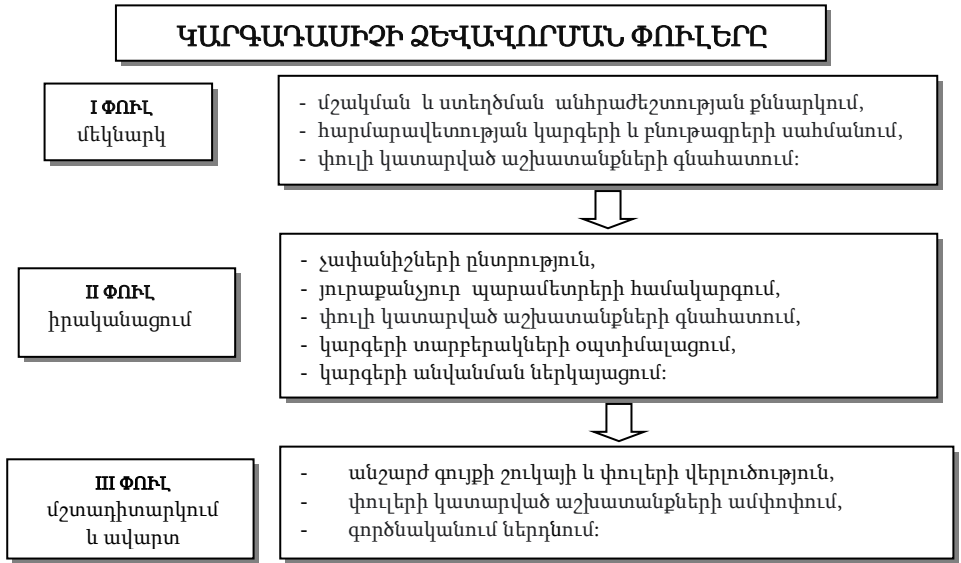 ԿԱՐԳԱԴԱՍԻՉԻ ՁԵՎԱՎՈՐՄԱՆ ՓՈՒԼԵՐԸ
I ՓՈՒԼ
մեկնարկ
- մշակման և ստեղծման անհրաժեշտության քննարկում,
- հարմարավետության կարգերի և բնութագրերի սահմանում,
- փուլի կատարված աշխատանքների գնահատում:
II ՓՈՒԼ
իրականացում
- չափանիշների ընտրություն,
- յուրաքանչյուր պարամետրերի համակարգում,
- փուլի կատարված աշխատանքների գնահատում,
- կարգերի տարբերակների օպտիմալացում,
- կարգերի անվանման ներկայացում:
III ՓՈՒԼ
մշտադիտարկում
և ավարտ
- անշարժ գույքի շուկայի և փուլերի վերլուծություն,
- փուլերի կատարված աշխատանքների ամփոփում,
- գործնականում ներդնում: